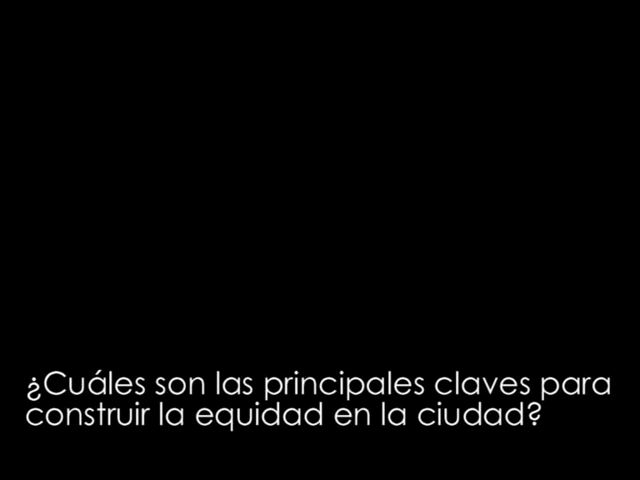 ¿Cuáles son las principales claves para
construir la equidad en la ciudad?